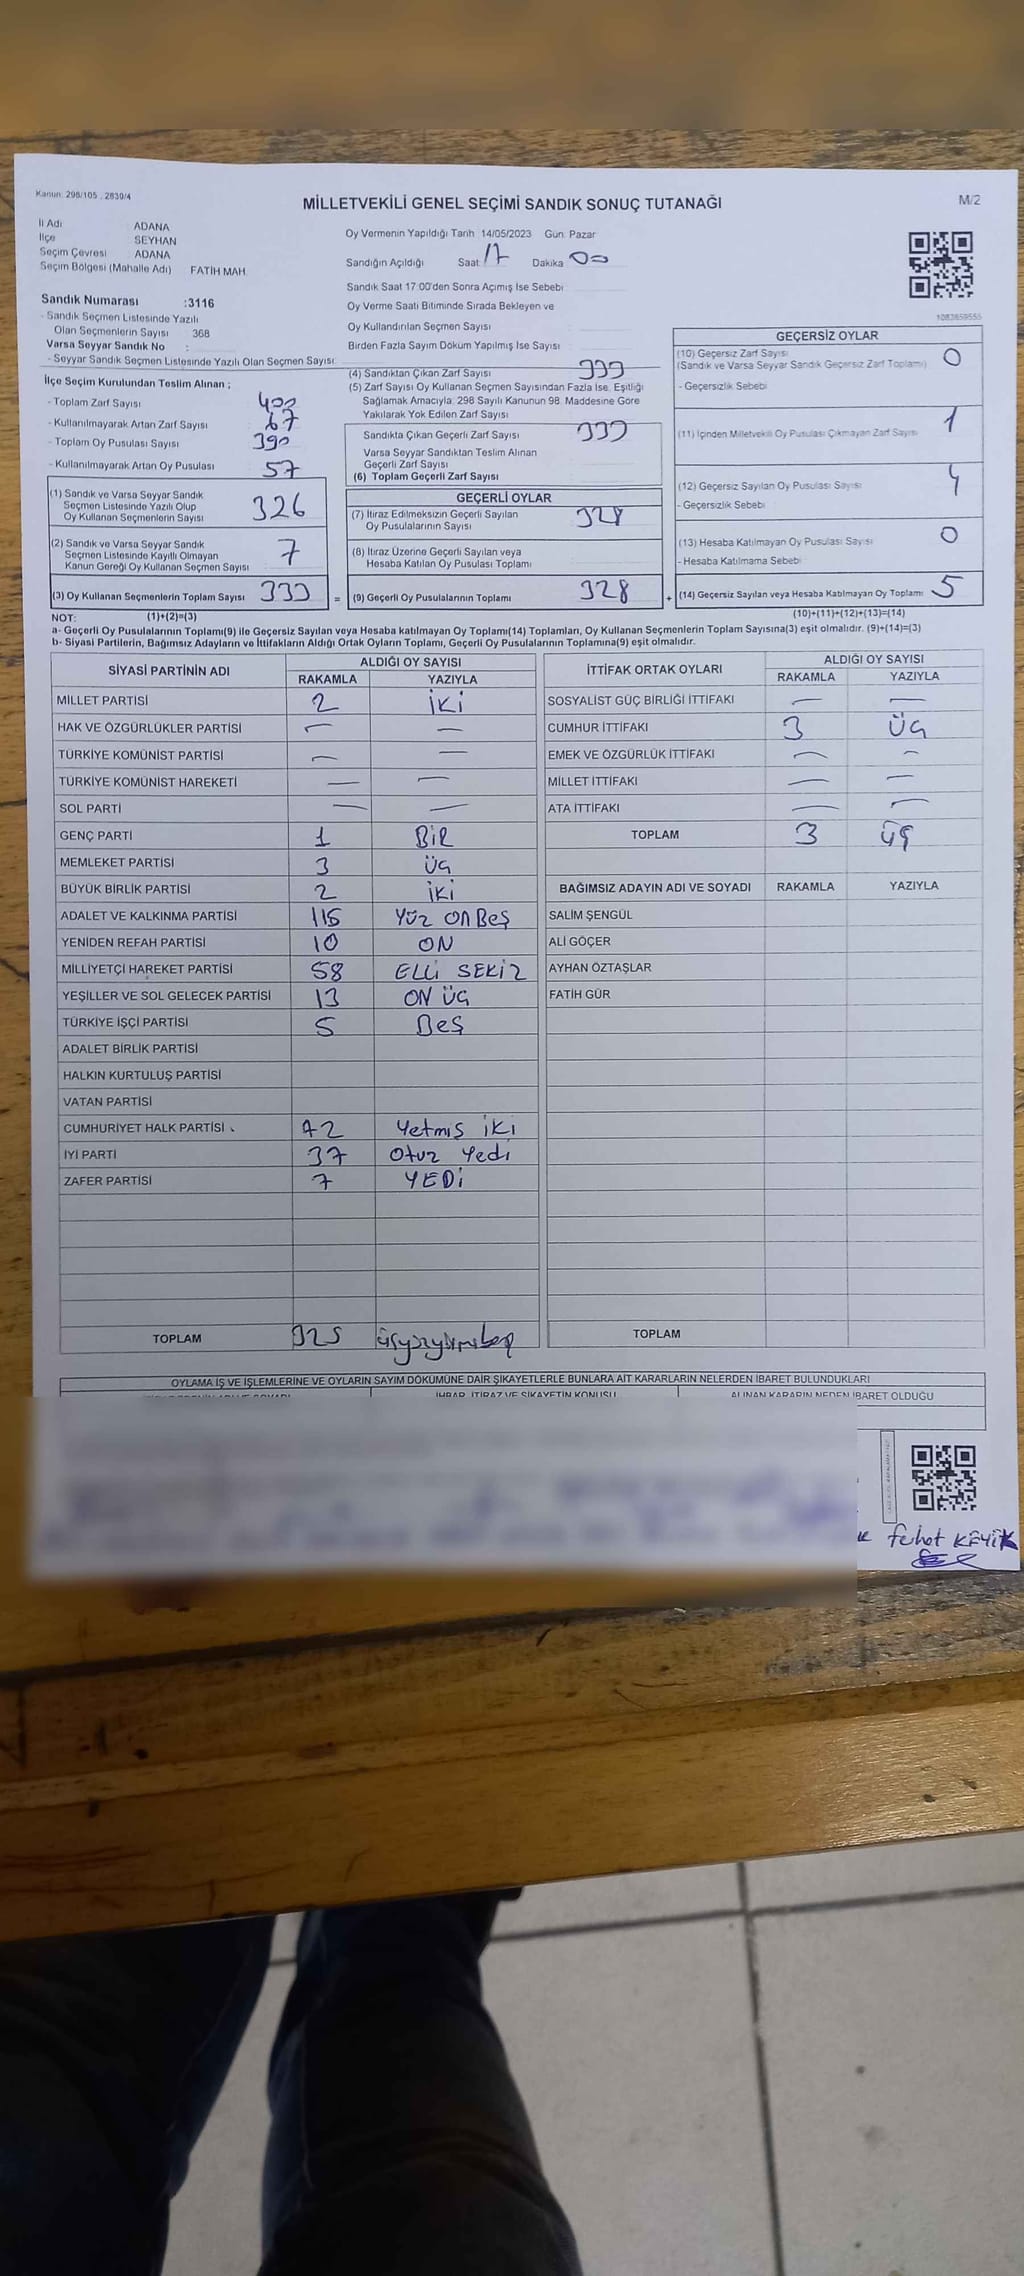 Kanun: 298/105 , 2839/4
MİLLETVEKİLİ GENEL SEÇİMİ SANDIK SONUÇ TUTANAĞI
M/2
İl Adı : ADANA
İlçe : SEYHAN
Seçim Çevresi : ADANA
Seçim Bölgesi (Mahalle Adı) FATİH MAH.
Sandık Numarası :3116
- Sandık Seçmen Listesinde Yazılı
Olan Seçmenlerin Sayısı : 368
Varsa Seyyar Sandık No :
- Seyyar Sandık Seçmen Listesinde Yazılı Olan Seçmen Sayısı:
Oy Vermenin Yapıldığı Tarih 14/05/2023 Gün: Pazar
Sandığın Açıldığı Saat 17 Dakika 00
Sandık Saat 17:00'den Sonra Açımış İse Sebebi
Oy Verme Saati Bitiminde Sırada Bekleyen ve
Oy Kullandırılan Seçmen Sayısı
Birden Fazla Sayım Döküm Yapılmış İse Sayısı
1083859555
İlçe Seçim Kurulundan Teslim Alınan ;
- Toplam Zarf Sayısı 400
- Kullanılmayarak Artan Zarf Sayısı 67
- Toplam Oy Pusulası Sayısı 390
- Kullanılmayarak Artan Oy Pusulası 57
(1) Sandık ve Varsa Seyyar Sandık
Seçmen Listesinde Yazılı Olup
Oy Kullanan Seçmenlerin Sayısı 326
(2) Sandık ve Varsa Seyyar Sandık
Seçmen Listesinde Kayıtlı Olmayan
Kanun Gereği Oy Kullanan Seçmen Sayısı 7
(3) Oy Kullanan Seçmenlerin Toplam Sayısı 333 =
(4) Sandıktan Çıkan Zarf Sayısı 333
(5) Zarf Sayısı Oy Kullanan Seçmen Sayısından Fazla İse, Eşitliği
Sağlamak Amacıyla, 298 Sayılı Kanunun 98. Maddesine Göre
Yakılarak Yok Edilen Zarf Sayısı
Sandıkta Çıkan Geçerli Zarf Sayısı 333
Varsa Seyyar Sandıktan Teslim Alınan
Geçerli Zarf Sayısı
(6) Toplam Geçerli Zarf Sayısı
GEÇERLİ OYLAR
(7) İtiraz Edilmeksizin Geçerli Sayılan
Oy Pusulalarının Sayısı 328
(8) İtiraz Üzerine Geçerli Sayılan veya
Hesaba Katılan Oy Pusulası Toplamı
(9) Geçerli Oy Pusulalarının Toplamı 328 +
GEÇERSİZ OYLAR
(10) Geçersiz Zarf Sayısı 0
(Sandık ve Varsa Seyyar Sandık Geçersiz Zarf Toplamı)
- Geçersizlik Sebebi
(11) İçinden Milletvekili Oy Pusulası Çıkmayan Zarf Sayısı 1
(12) Geçersiz Sayılan Oy Pusulası Sayısı 4
- Geçersizlik Sebebi
(13) Hesaba Katılmayan Oy Pusulası Sayısı 0
- Hesaba Katılmama Sebebi
(14) Geçersiz Sayılan veya Hesaba Katılmayan Oy Toplamı 5
NOT: (1)+(2)=(3)
(10)+(11)+(12)+(13)=(14)
a- Geçerli Oy Pusulalarının Toplamı(9) ile Geçersiz Sayılan veya Hesaba katılmayan Oy Toplamı(14) Toplamları, Oy Kullanan Seçmenlerin Toplam Sayısına(3) eşit olmalıdır. (9)+(14)=(3)
b- Siyasi Partilerin, Bağımsız Adayların ve İttifakların Aldığı Ortak Oyların Toplamı, Geçerli Oy Pusulalarının Toplamına(9) eşit olmalıdır.
SİYASİ PARTİNİN ADI ALDIĞI OY SAYISI
RAKAMLA YAZIYLA
MİLLET PARTİSİ 2 İKİ
HAK VE ÖZGÜRLÜKLER PARTİSİ — —
TÜRKİYE KOMÜNİST PARTİSİ — —
TÜRKİYE KOMÜNİST HAREKETİ — —
SOL PARTİ — —
GENÇ PARTİ 1 BİR
MEMLEKET PARTİSİ 3 ÜÇ
BÜYÜK BİRLİK PARTİSİ 2 İKİ
ADALET VE KALKINMA PARTİSİ 115 YÜZ ON BEŞ
YENİDEN REFAH PARTİSİ 10 ON
MİLLİYETÇİ HAREKET PARTİSİ 58 ELLİ SEKİZ
YEŞİLLER VE SOL GELECEK PARTİSİ 13 ON ÜÇ
TÜRKİYE İŞÇİ PARTİSİ 5 BEŞ
ADALET BİRLİK PARTİSİ
HALKIN KURTULUŞ PARTİSİ
VATAN PARTİSİ
CUMHURİYET HALK PARTİSİ 72 Yetmiş İKİ
İYİ PARTİ 37 Otuz Yedi
ZAFER PARTİSİ 7 YEDİ
TOPLAM 325 üçyüzyirmibeş
İTTİFAK ORTAK OYLARI ALDIĞI OY SAYISI
RAKAMLA YAZIYLA
SOSYALİST GÜÇ BİRLİĞİ İTTİFAKI — —
CUMHUR İTTİFAKI 3 ÜÇ
EMEK VE ÖZGÜRLÜK İTTİFAKI — —
MİLLET İTTİFAKI — —
ATA İTTİFAKI — —
TOPLAM 3 üç
BAĞIMSIZ ADAYIN ADI VE SOYADI RAKAMLA YAZIYLA
SALİM ŞENGÜL
ALİ GÖÇER
AYHAN ÖZTAŞLAR
FATİH GÜR
TOPLAM
OYLAMA İŞ VE İŞLEMLERİNE VE OYLARIN SAYIM DÖKÜMÜNE DAİR ŞİKAYETLERLE BUNLARA AİT KARARLARIN NELERDEN İBARET BULUNDUKLARI
İHBAR, İTİRAZ VE ŞİKAYETİN KONUSU ALINAN KARARIN NEDEN İBARET OLDUĞU